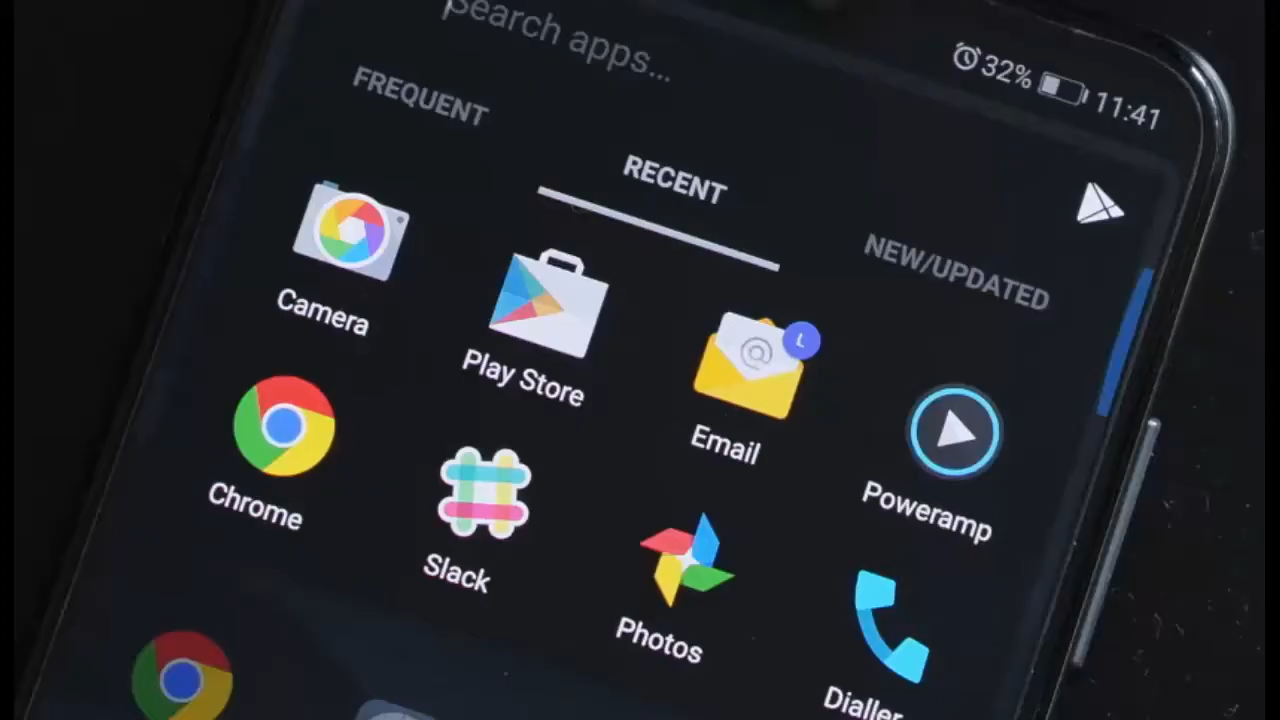 Search apps...
32% 11:41
FREQUENT
RECENT
NEW/UPDATED
Camera
Play Store
@
L
Email
Poweramp
Chrome
Slack
Photos
Dialler